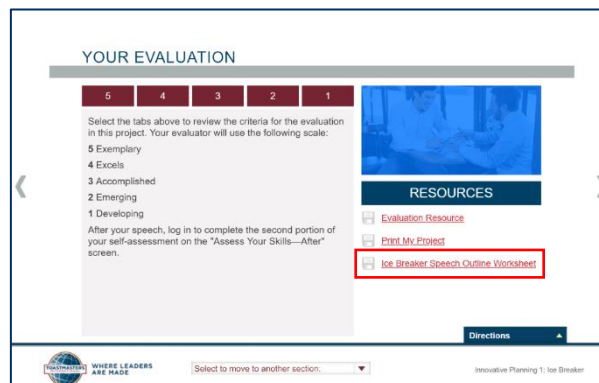 YOUR EVALUATION
5 4 3 2 1
Select the tabs above to review the criteria for the evaluation
in this project. Your evaluator will use the following scale:
5 Exemplary
4 Excels
3 Accomplished
2 Emerging
1 Developing
After your speech, log in to complete the second portion of
your self-assessment on the "Assess Your Skills—After"
screen.
RESOURCES
Evaluation Resource
Print My Project
Ice Breaker Speech Outline Worksheet
Directions
TOASTMASTERS
WHERE LEADERS
ARE MADE
Select to move to another section:
Innovative Planning 1: Ice Breaker